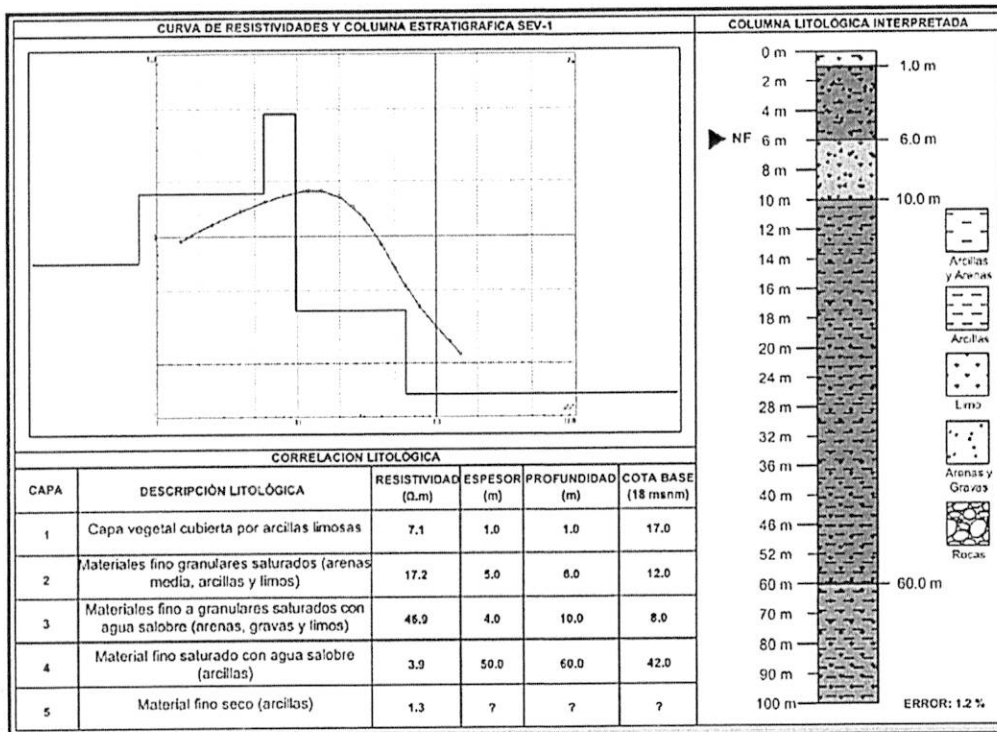 CURVA DE RESISTIVIDADES Y COLUMNA ESTRATIGRAFICA SEV-1
CORRELACION LITOLÓGICA
CAPA DESCRIPCIÓN LITOLÓGICA RESISTIVIDAD (Ω.m) ESPESOR (m) PROFUNDIDAD (m) COTA BASE (18 msnm)
1 Capa vegetal cubierta por arcillas limosas 7.1 1.0 1.0 17.0
2 Materiales fino granulares saturados (arenas media, arcillas y limos) 17.2 5.0 6.0 12.0
3 Materiales fino a granulares saturados con agua salobre (arenas, gravas y limos) 46.9 4.0 10.0 8.0
4 Material fino saturado con agua salobre (arcillas) 3.9 50.0 60.0 42.0
5 Material fino seco (arcillas) 1.3 ? ? ?
COLUMNA LITOLÓGICA INTERPRETADA
0 m
1.0 m
2 m
4 m
NF 6 m 6.0 m
8 m
10 m 10.0 m
12 m
14 m
16 m
18 m
20 m
24 m
28 m
32 m
36 m
40 m
46 m
52 m
60 m 60.0 m
70 m
80 m
90 m
100 m
Arcillas y Arenas
Arcillas
Limo
Arenas y Gravas
Rocas
ERROR: 1.2 %